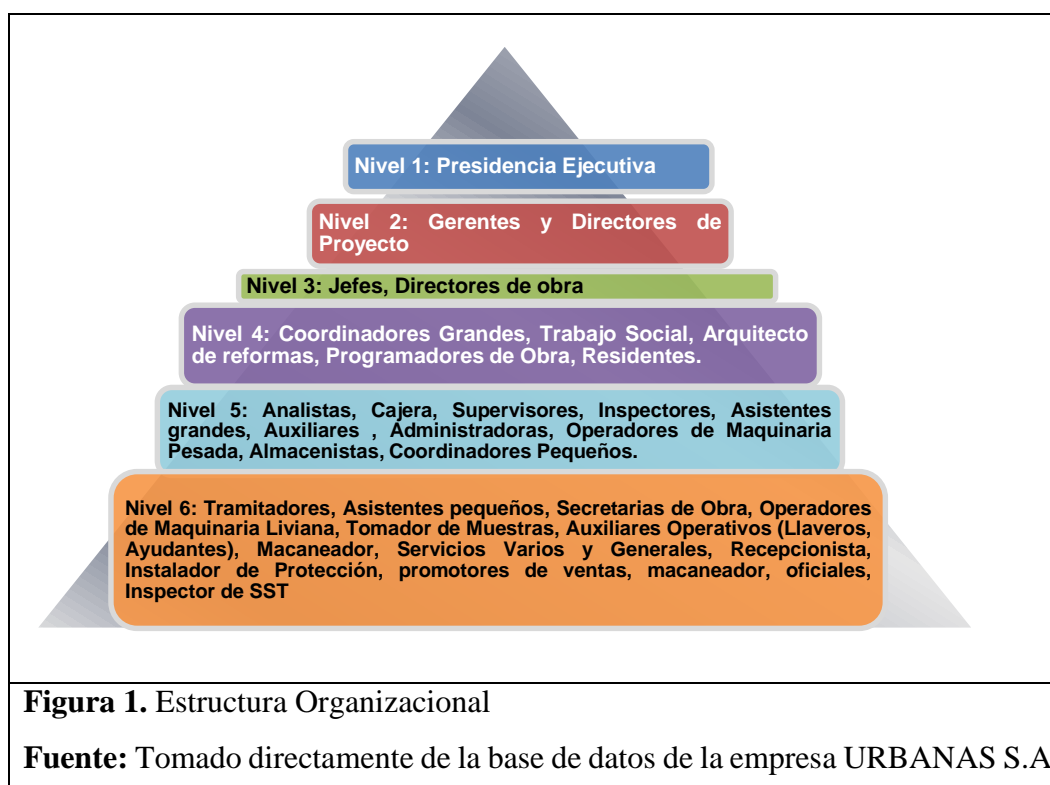 Nivel 1: Presidencia Ejecutiva
Nivel 2: Gerentes y Directores de
Proyecto
Nivel 3: Jefes, Directores de obra
Nivel 4: Coordinadores Grandes, Trabajo Social, Arquitecto
de reformas, Programadores de Obra, Residentes.
Nivel 5: Analistas, Cajera, Supervisores, Inspectores, Asistentes
grandes, Auxiliares , Administradoras, Operadores de Maquinaria
Pesada, Almacenistas, Coordinadores Pequeños.
Nivel 6: Tramitadores, Asistentes pequeños, Secretarias de Obra, Operadores
de Maquinaria Liviana, Tomador de Muestras, Auxiliares Operativos (Llaveros,
Ayudantes), Macaneador, Servicios Varios y Generales, Recepcionista,
Instalador de Protección, promotores de ventas, macaneador, oficiales,
Inspector de SST
Figura 1. Estructura Organizacional
Fuente: Tomado directamente de la base de datos de la empresa URBANAS S.A